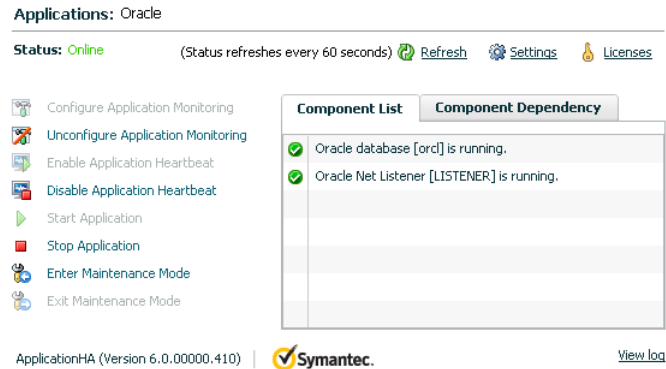 Applications: Oracle
Status: Online (Status refreshes every 60 seconds) Refresh Settings Licenses
Configure Application Monitoring
Unconfigure Application Monitoring
Enable Application Heartbeat
Disable Application Heartbeat
Start Application
Stop Application
Enter Maintenance Mode
Exit Maintenance Mode
Component List Component Dependency
Oracle database [orcl] is running.
Oracle Net Listener [LISTENER] is running.
ApplicationHA (Version 6.0.00000.410) Symantec. View log